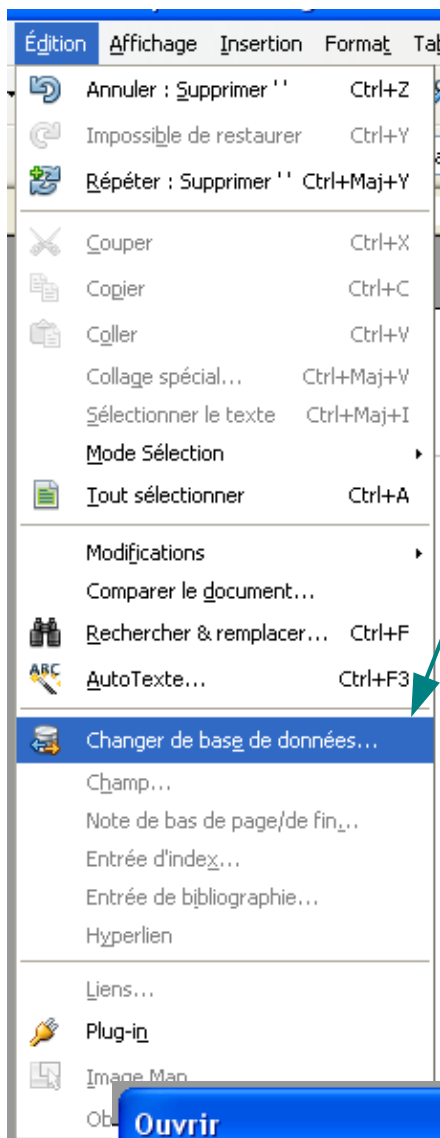 Édition Affichage Insertion Format
Annuler : Supprimer '' Ctrl+Z
Impossible de restaurer Ctrl+Y
Répéter : Supprimer '' Ctrl+Maj+Y
Couper Ctrl+X
Copier Ctrl+C
Coller Ctrl+V
Collage spécial... Ctrl+Maj+V
Sélectionner le texte Ctrl+Maj+I
Mode Sélection
Tout sélectionner Ctrl+A
Modifications
Comparer le document...
Rechercher & remplacer... Ctrl+F
ABC AutoTexte... Ctrl+F3
Changer de base de données...
Champ...
Note de bas de page/de fin...
Entrée d'index...
Entrée de bibliographie...
Hyperlien
Liens...
Plug-in
Image Map
Ouvrir